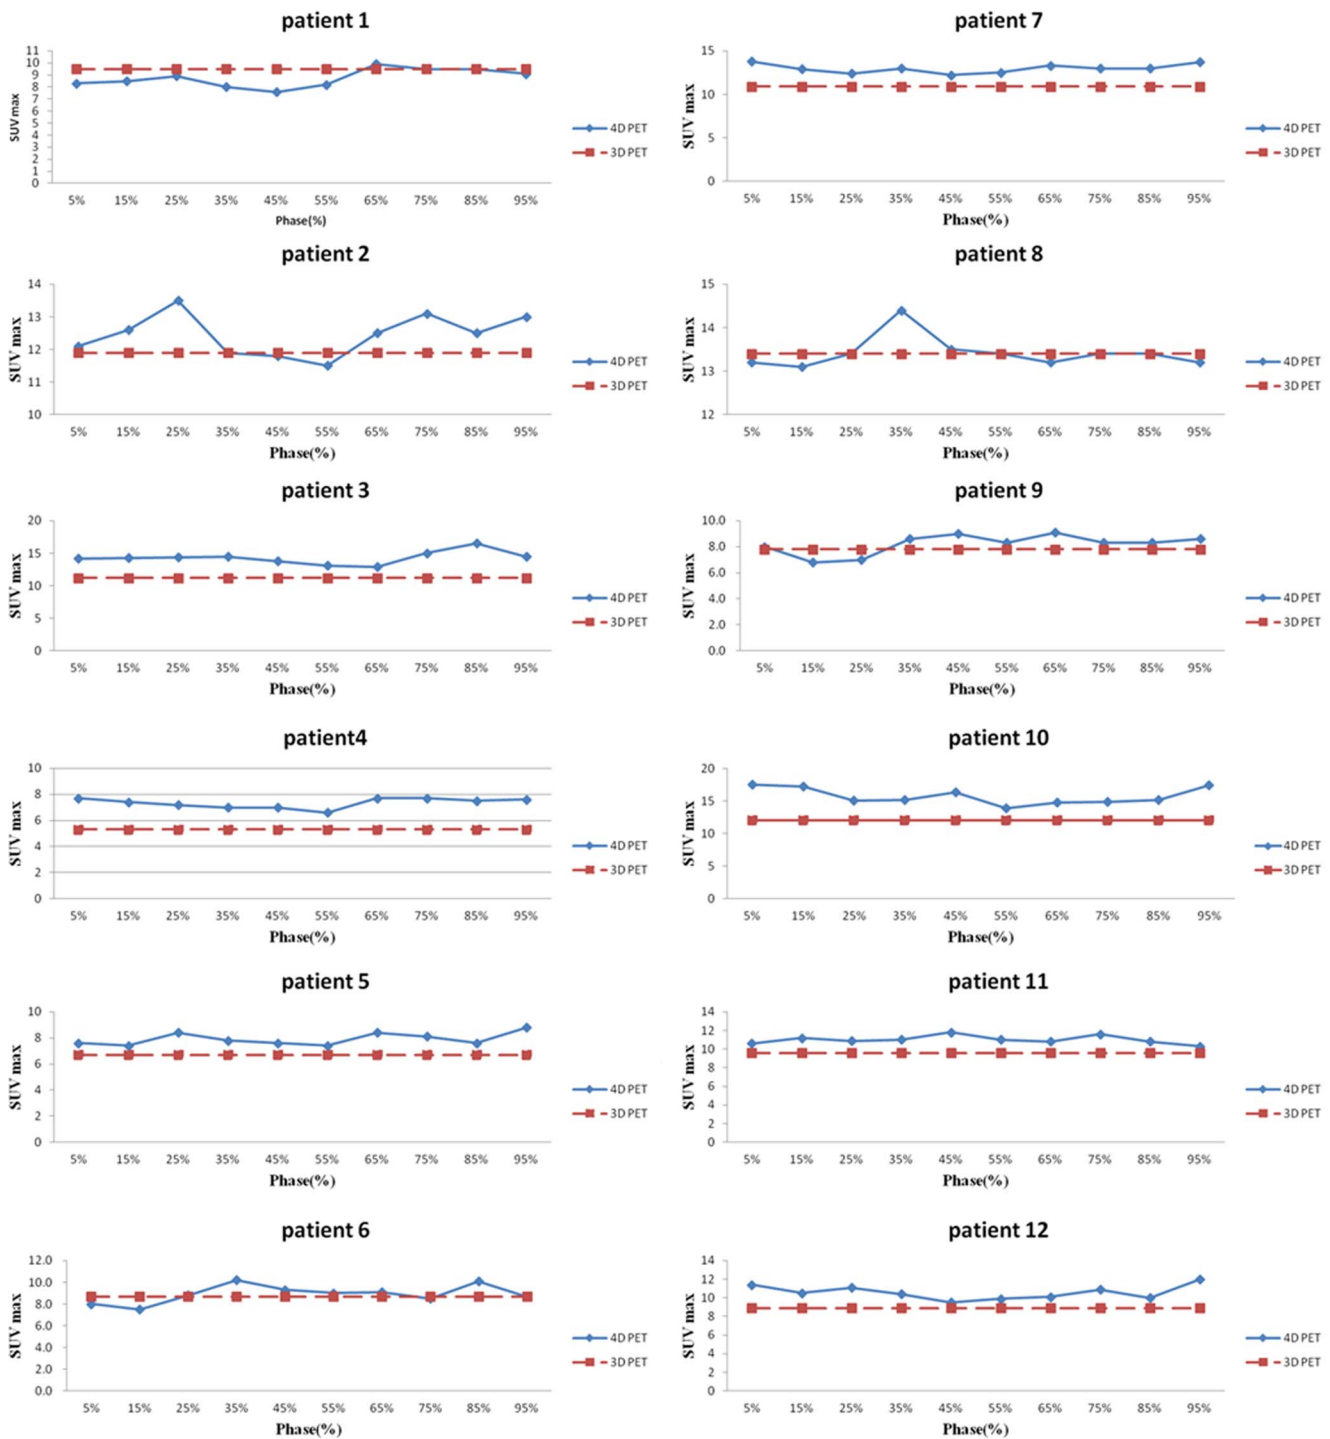 patient 1
11
10
9
8
7
6
5
4
3
2
1
0
SUV max
5% 15% 25% 35% 45% 55% 65% 75% 85% 95%
Phase(%)
4D PET
3D PET
patient 7
15
10
5
0
SUV max
5% 15% 25% 35% 45% 55% 65% 75% 85% 95%
Phase(%)
4D PET
3D PET
patient 2
14
13
12
11
10
SUV max
5% 15% 25% 35% 45% 55% 65% 75% 85% 95%
Phase(%)
4D PET
3D PET
patient 8
15
14
13
12
SUV max
5% 15% 25% 35% 45% 55% 65% 75% 85% 95%
Phase(%)
4D PET
3D PET
patient 3
20
15
10
5
0
SUV max
5% 15% 25% 35% 45% 55% 65% 75% 85% 95%
Phase(%)
4D PET
3D PET
patient 9
10.0
8.0
6.0
4.0
2.0
0.0
SUV max
5% 15% 25% 35% 45% 55% 65% 75% 85% 95%
Phase(%)
4D PET
3D PET
patient4
10
8
6
4
2
0
SUV max
5% 15% 25% 35% 45% 55% 65% 75% 85% 95%
Phase(%)
4D PET
3D PET
patient 10
20
15
10
5
0
SUV max
5% 15% 25% 35% 45% 55% 65% 75% 85% 95%
Phase(%)
4D PET
3D PET
patient 5
10
8
6
4
2
0
SUV max
5% 15% 25% 35% 45% 55% 65% 75% 85% 95%
Phase(%)
4D PET
3D PET
patient 11
14
12
10
8
6
4
2
0
SUV max
5% 15% 25% 35% 45% 55% 65% 75% 85% 95%
Phase(%)
4D PET
3D PET
patient 6
12.0
10.0
8.0
6.0
4.0
2.0
0.0
SUV max
5% 15% 25% 35% 45% 55% 65% 75% 85% 95%
Phase(%)
4D PET
3D PET
patient 12
14
12
10
8
6
4
2
0
SUV max
5% 15% 25% 35% 45% 55% 65% 75% 85% 95%
Phase(%)
4D PET
3D PET